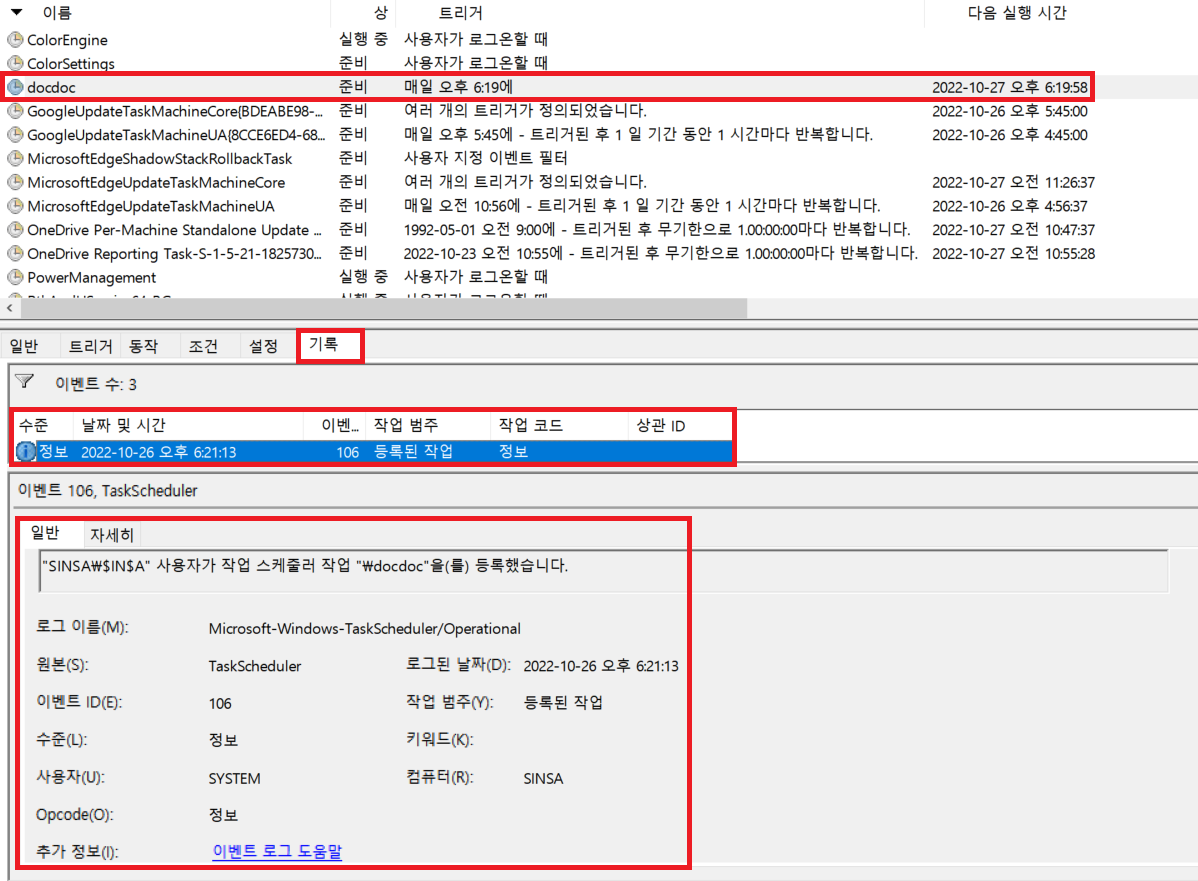 이름 상 트리거 다음 실행 시간
ColorEngine 실행 중 사용자가 로그온할 때
ColorSettings 준비 사용자가 로그온할 때
docdoc 준비 매일 오후 6:19에 2022-10-27 오후 6:19:58
GoogleUpdateTaskMachineCore{BDEABE98-... 준비 여러 개의 트리거가 정의되었습니다. 2022-10-26 오후 5:45:00
GoogleUpdateTaskMachineUA{8CCE6ED4-68... 준비 매일 오후 5:45에 - 트리거된 후 1 일 기간 동안 1 시간마다 반복합니다. 2022-10-26 오후 4:45:00
MicrosoftEdgeShadowStackRollbackTask 준비 사용자 지정 이벤트 필터
MicrosoftEdgeUpdateTaskMachineCore 준비 여러 개의 트리거가 정의되었습니다. 2022-10-27 오전 11:26:37
MicrosoftEdgeUpdateTaskMachineUA 준비 매일 오전 10:56에 - 트리거된 후 1 일 기간 동안 1 시간마다 반복합니다. 2022-10-26 오후 4:56:37
OneDrive Per-Machine Standalone Update ... 준비 1992-05-01 오전 9:00에 - 트리거된 후 무기한으로 1.00:00:00마다 반복합니다. 2022-10-27 오전 10:47:37
OneDrive Reporting Task-S-1-5-21-1825730... 준비 2022-10-23 오전 10:55에 - 트리거된 후 무기한으로 1.00:00:00마다 반복합니다. 2022-10-27 오전 10:55:28
PowerManagement 실행 중 사용자가 로그온할 때
실행 중 사용자가 로그온할 때
일반 트리거 동작 조건 설정 기록
이벤트 수: 3
수준 날짜 및 시간 이벤... 작업 범주 작업 코드 상관 ID
정보 2022-10-26 오후 6:21:13 106 등록된 작업 정보
이벤트 106, TaskScheduler
일반 자세히
"SINSA₩$IN$A" 사용자가 작업 스케줄러 작업 "₩docdoc"을(를) 등록했습니다.
로그 이름(M): Microsoft-Windows-TaskScheduler/Operational
원본(S): TaskScheduler 로그된 날짜(D): 2022-10-26 오후 6:21:13
이벤트 ID(E): 106 작업 범주(Y): 등록된 작업
수준(L): 정보 키워드(K):
사용자(U): SYSTEM 컴퓨터(R): SINSA
Opcode(O): 정보
추가 정보(I): 이벤트 로그 도움말